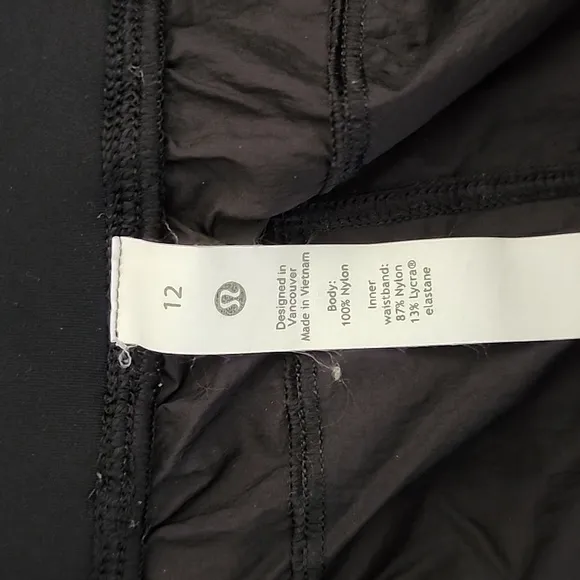 12
Designed in
Vancouver
Made in Vietnam
Body:
100% Nylon
Inner
waistband:
87% Nylon
13% Lycra®
elastane